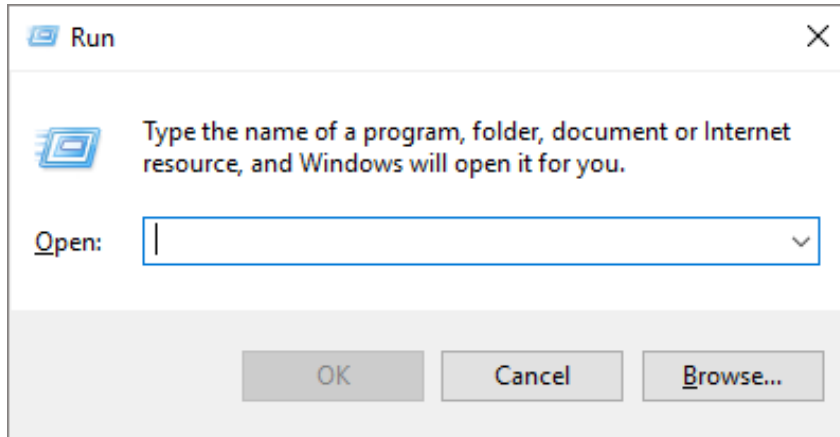 Run
Type the name of a program, folder, document or Internet
resource, and Windows will open it for you.
Open:
OK Cancel Browse...